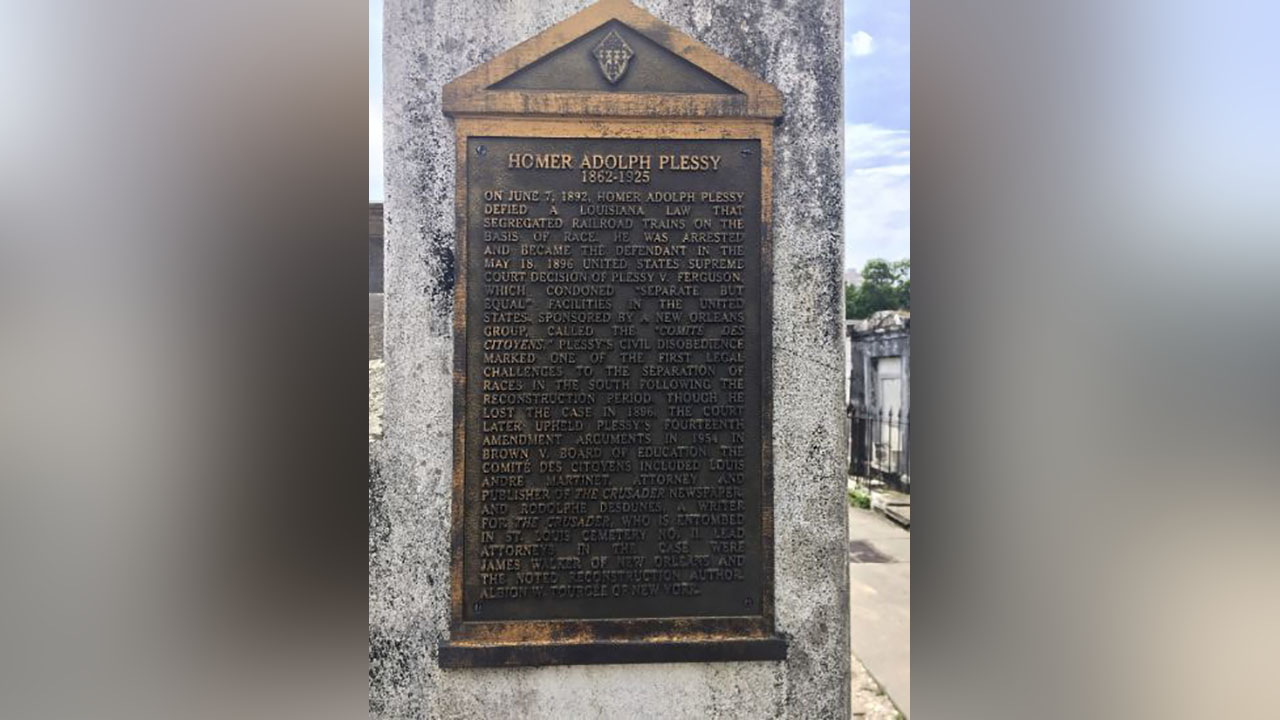 HOMER ADOLPH PLESSY
1862-1925
ON JUNE 7, 1892, HOMER ADOLPH PLESSY
DEFIED A LOUISIANA LAW THAT
SEGREGATED RAILROAD TRAINS ON THE
BASIS OF RACE. HE WAS ARRESTED
AND BECAME THE DEFENDANT IN THE
MAY 18, 1896 UNITED STATES SUPREME
COURT DECISION OF PLESSY V. FERGUSON,
WHICH CONDONED "SEPARATE BUT
EQUAL" FACILITIES IN THE UNITED
STATES. SPONSORED BY A NEW ORLEANS
GROUP, CALLED THE "COMITÉ DES
CITOYENS," PLESSY'S CIVIL DISOBEDIENCE
MARKED ONE OF THE FIRST LEGAL
CHALLENGES TO THE SEPARATION OF
RACES IN THE SOUTH FOLLOWING THE
RECONSTRUCTION PERIOD. THOUGH HE
LOST THE CASE IN 1896, THE COURT
LATER UPHELD PLESSY'S FOURTEENTH
AMENDMENT ARGUMENTS IN 1954 IN
BROWN V. BOARD OF EDUCATION. THE
COMITÉ DES CITOYENS INCLUDED LOUIS
ANDRE MARTINET, ATTORNEY AND
PUBLISHER OF THE CRUSADER NEWSPAPER,
AND RODOLPHE DESDUNES, A WRITER
FOR THE CRUSADER, WHO IS ENTOMBED
IN ST. LOUIS CEMETERY NO. II. LEAD
ATTORNEYS IN THE CASE WERE
JAMES WALKER OF NEW ORLEANS AND
THE NOTED RECONSTRUCTION AUTHOR,
ALBION W. TOURGEE OF NEW YORK.